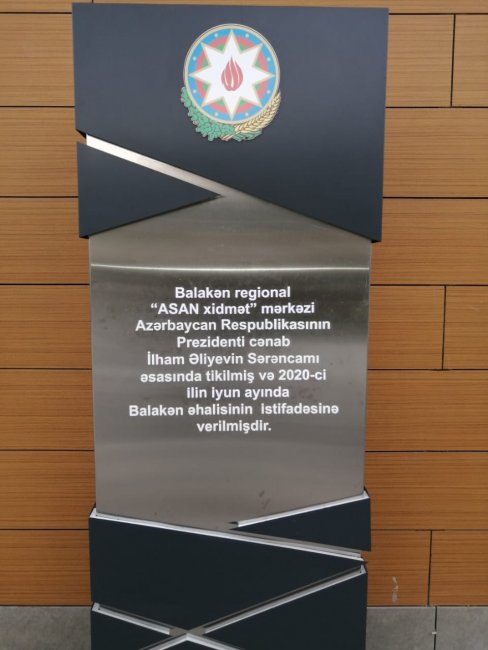 Balakən regional
“ASAN xidmət” mərkəzi
Azərbaycan Respublikasının
Prezidenti cənab
İlham Əliyevin Sərəncamı
əsasında tikilmiş və 2020-ci
ilin iyun ayında
Balakən əhalisinin istifadəsinə
verilmişdir.